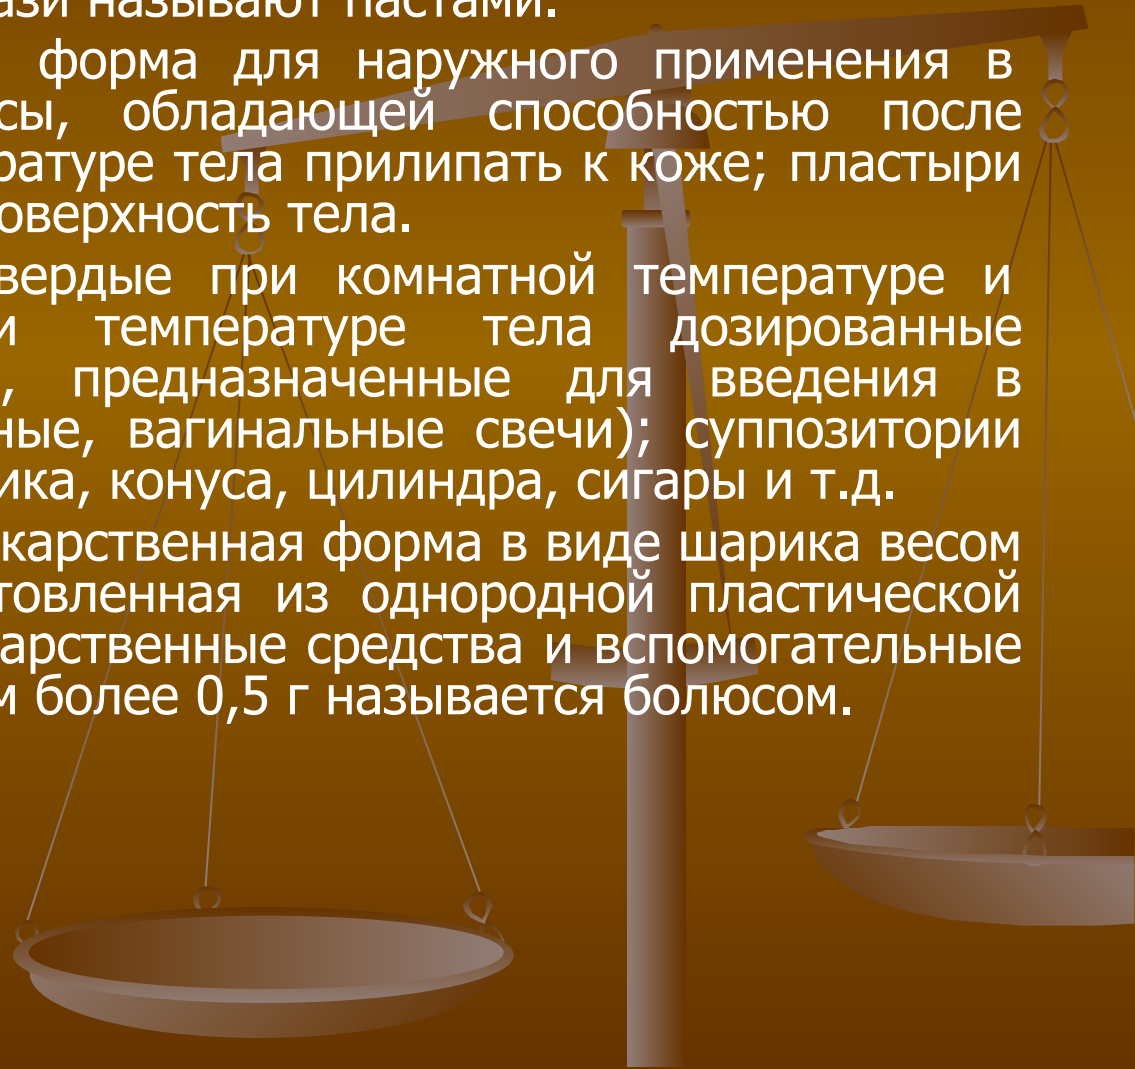 ази называют пастами.
форма для наружного применения в
сы, обладающей способностью после
ратуре тела прилипать к коже; пластыри
оверхность тела.
вердые при комнатной температуре и
и температуре тела дозированные
, предназначенные для введения в
ные, вагинальные свечи); суппозитории
ика, конуса, цилиндра, сигары и т.д.
карственная форма в виде шарика весом
товленная из однородной пластической
арственные средства и вспомогательные
м более 0,5 г называется болюсом.